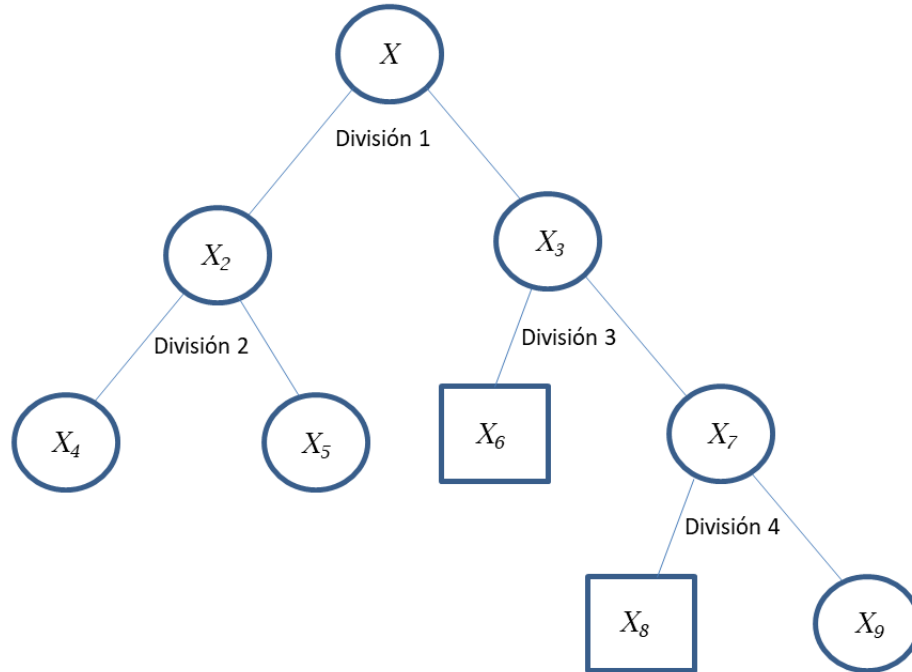 X
División 1
X₂
X₃
División 2
División 3
X₄
X₅
X₆
X₇
División 4
X₈
X₉